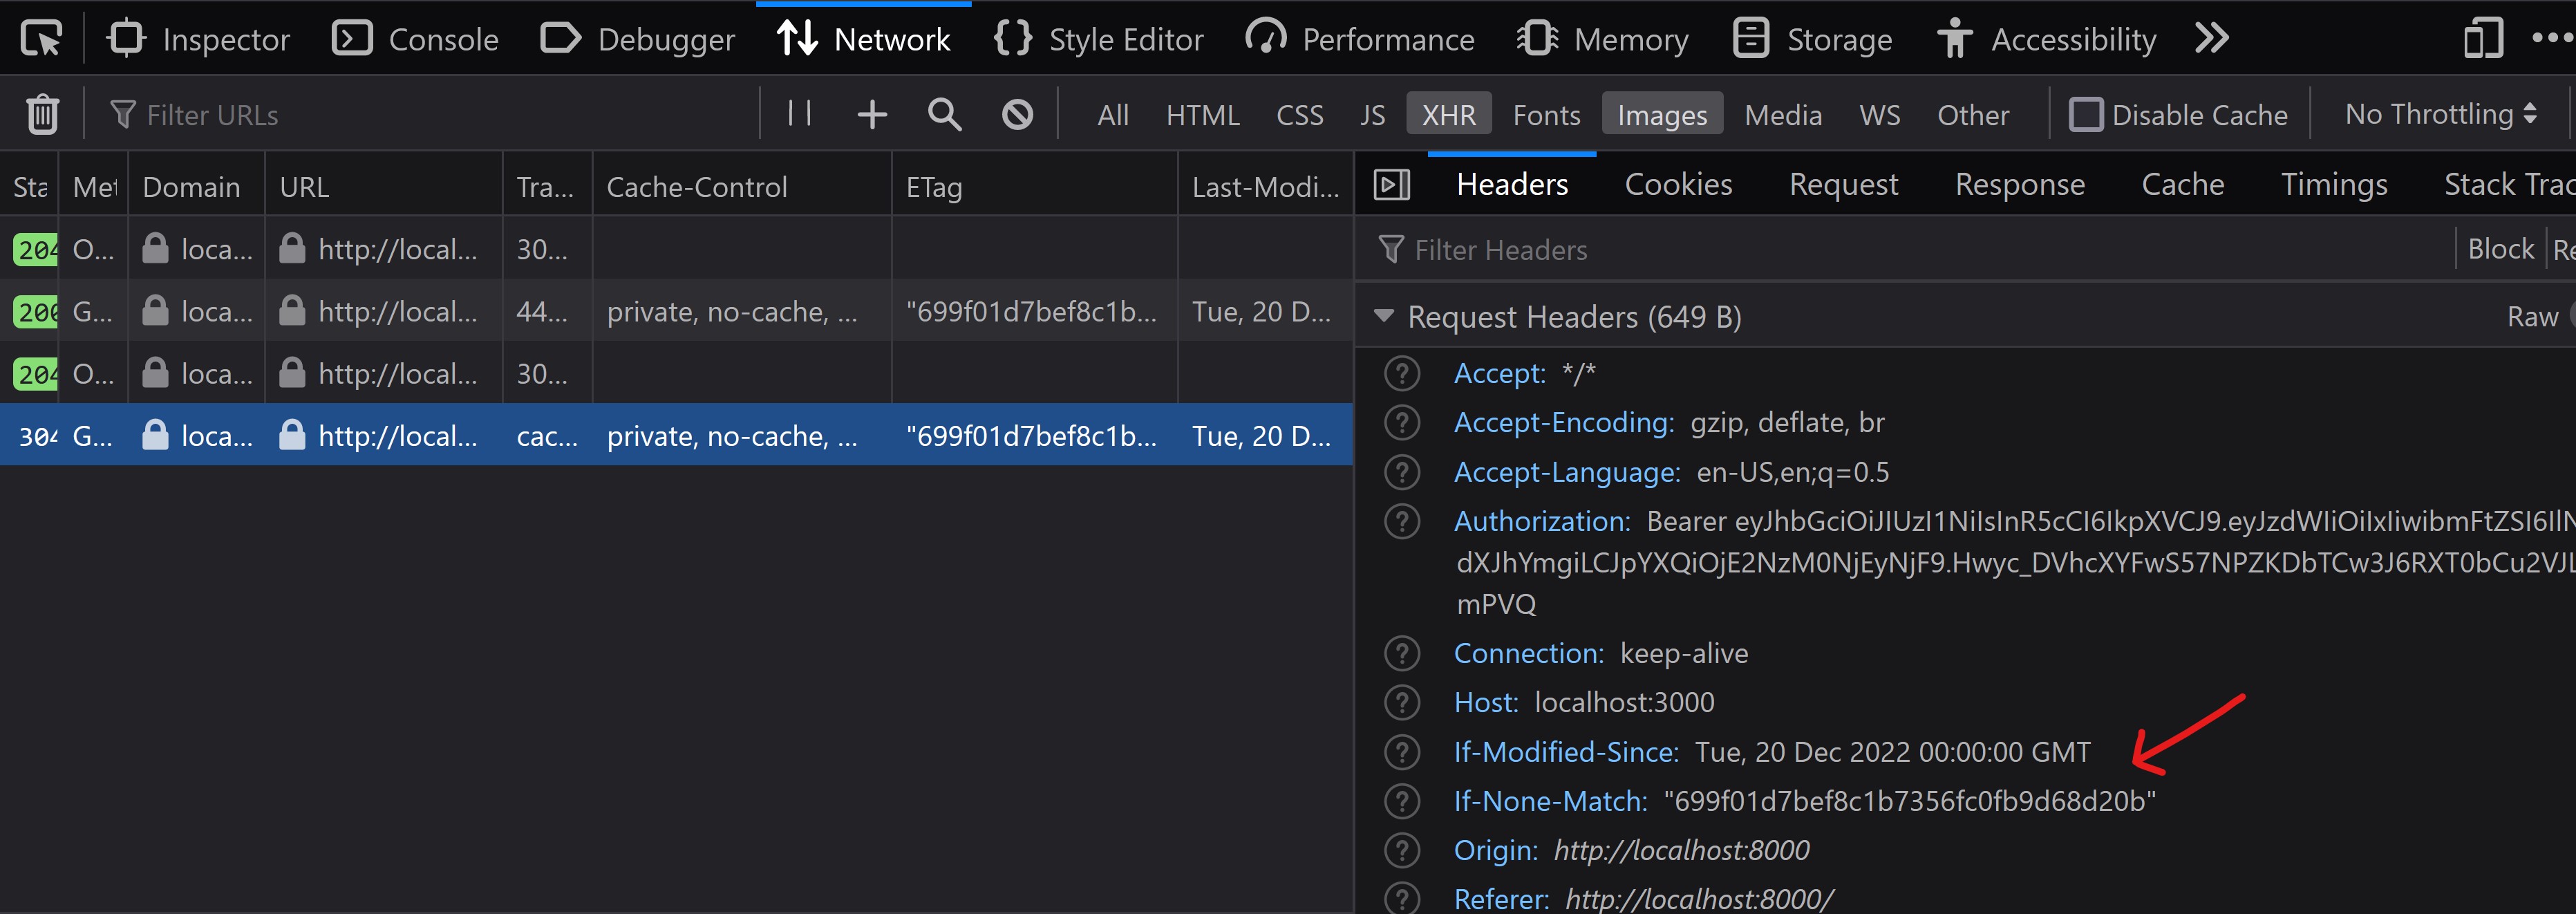 Inspector Console Debugger Network Style Editor Performance Memory Storage Accessibility
Filter URLs All HTML CSS JS XHR Fonts Images Media WS Other Disable Cache No Throttling
Sta Met Domain URL Tra... Cache-Control ETag Last-Modi...
204 O... loca... http://local... 30...
200 G... loca... http://local... 44... private, no-cache, ... "699f01d7bef8c1b... Tue, 20 D...
204 O... loca... http://local... 30...
304 G... loca... http://local... cac... private, no-cache, ... "699f01d7bef8c1b... Tue, 20 D...
Headers Cookies Request Response Cache Timings Stack Trac
Filter Headers Block Re
Request Headers (649 B) Raw
Accept: */*
Accept-Encoding: gzip, deflate, br
Accept-Language: en-US,en;q=0.5
Authorization: Bearer eyJhbGciOiJIUzI1NiIsInR5cCI6IkpXVCJ9.eyJzdWIiOiIxIiwibmFtZSI6IlN
dXJhYmgiLCJpYXQiOjE2NzM0NjEyNjF9.Hwyc_DVhcXYFwS57NPZKDbTCw3J6RXT0bCu2VJL
mPVQ
Connection: keep-alive
Host: localhost:3000
If-Modified-Since: Tue, 20 Dec 2022 00:00:00 GMT
If-None-Match: "699f01d7bef8c1b7356fc0fb9d68d20b"
Origin: http://localhost:8000
Referer: http://localhost:8000/